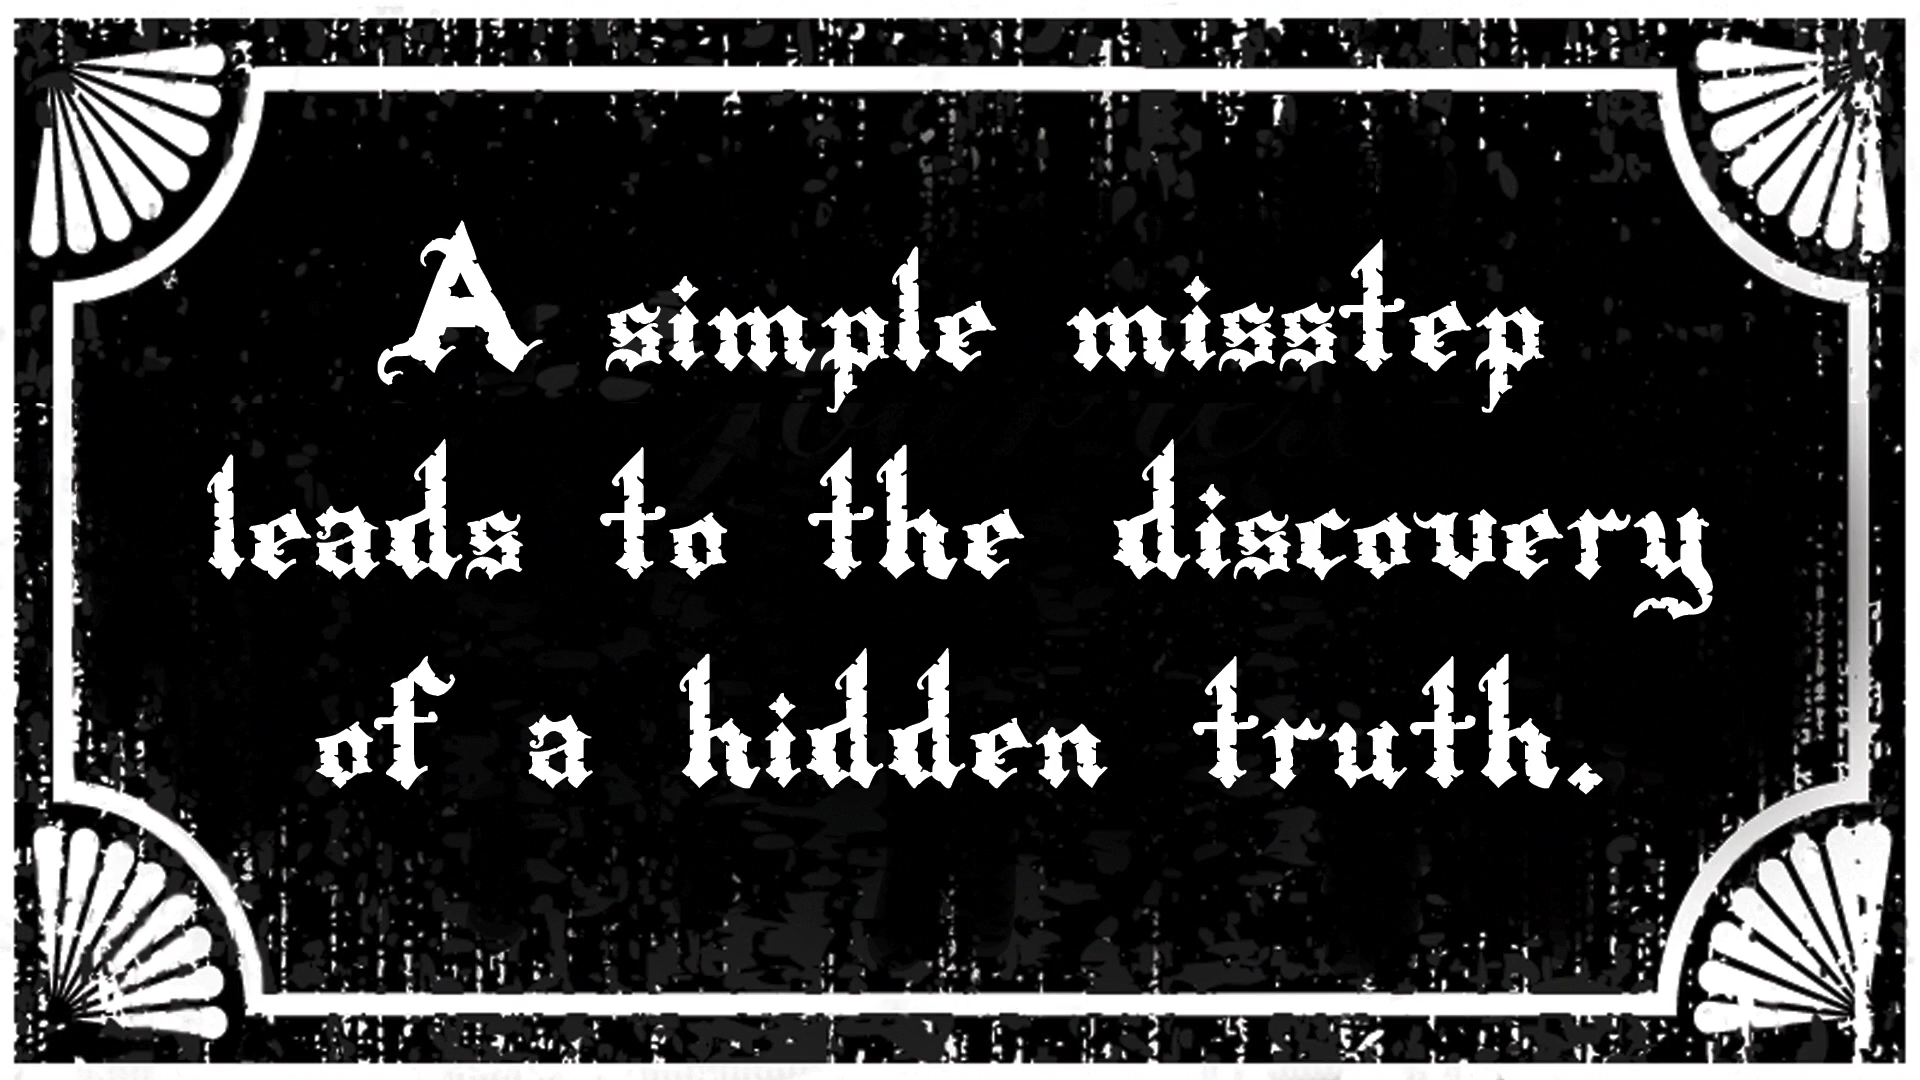 A simple misstep
leads to the discovery
of a hidden truth.